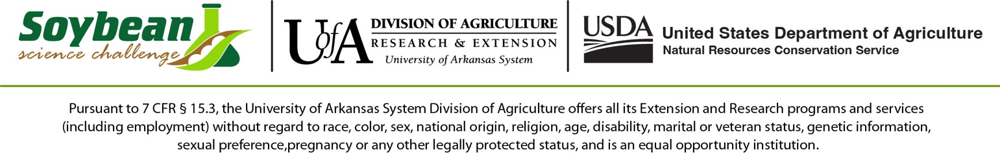 Soybean
science challenge
UofA
DIVISION OF AGRICULTURE
RESEARCH & EXTENSION
University of Arkansas System
USDA
United States Department of Agriculture
Natural Resources Conservation Service
Pursuant to 7 CFR § 15.3, the University of Arkansas System Division of Agriculture offers all its Extension and Research programs and services
(including employment) without regard to race, color, sex, national origin, religion, age, disability, marital or veteran status, genetic information,
sexual preference,pregnancy or any other legally protected status, and is an equal opportunity institution.